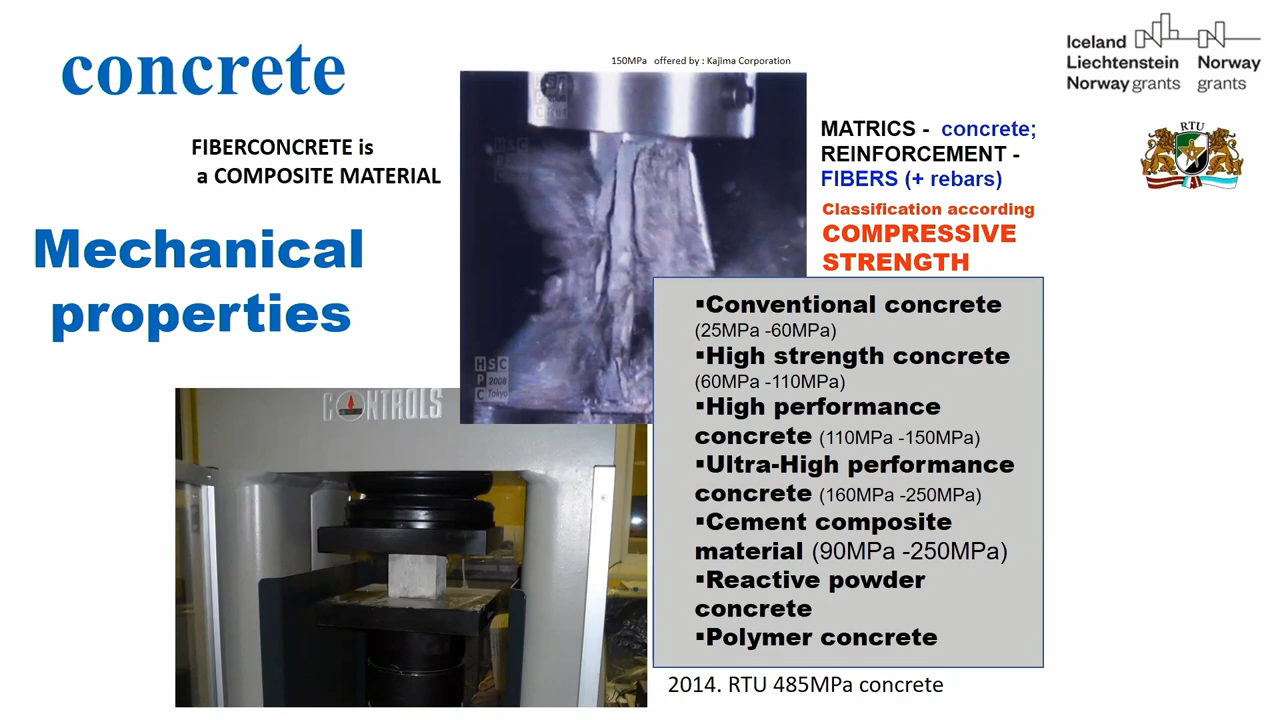 concrete
FIBERCONCRETE is
a COMPOSITE MATERIAL
Mechanical
properties
150MPa offered by : Kajima Corporation
Iceland
Liechtenstein
Norway grants
Norway
grants
RTU
MATRICS - concrete;
REINFORCEMENT -
FIBERS (+ rebars)
Classification according
COMPRESSIVE
STRENGTH
▪Conventional concrete
(25MPa -60MPa)
▪High strength concrete
(60MPa -110MPa)
▪High performance
concrete (110MPa -150MPa)
▪Ultra-High performance
concrete (160MPa -250MPa)
▪Cement composite
material (90MPa -250MPa)
▪Reactive powder
concrete
▪Polymer concrete
2014. RTU 485MPa concrete
HSC
P 2008
C Tokyo
CONTROLS